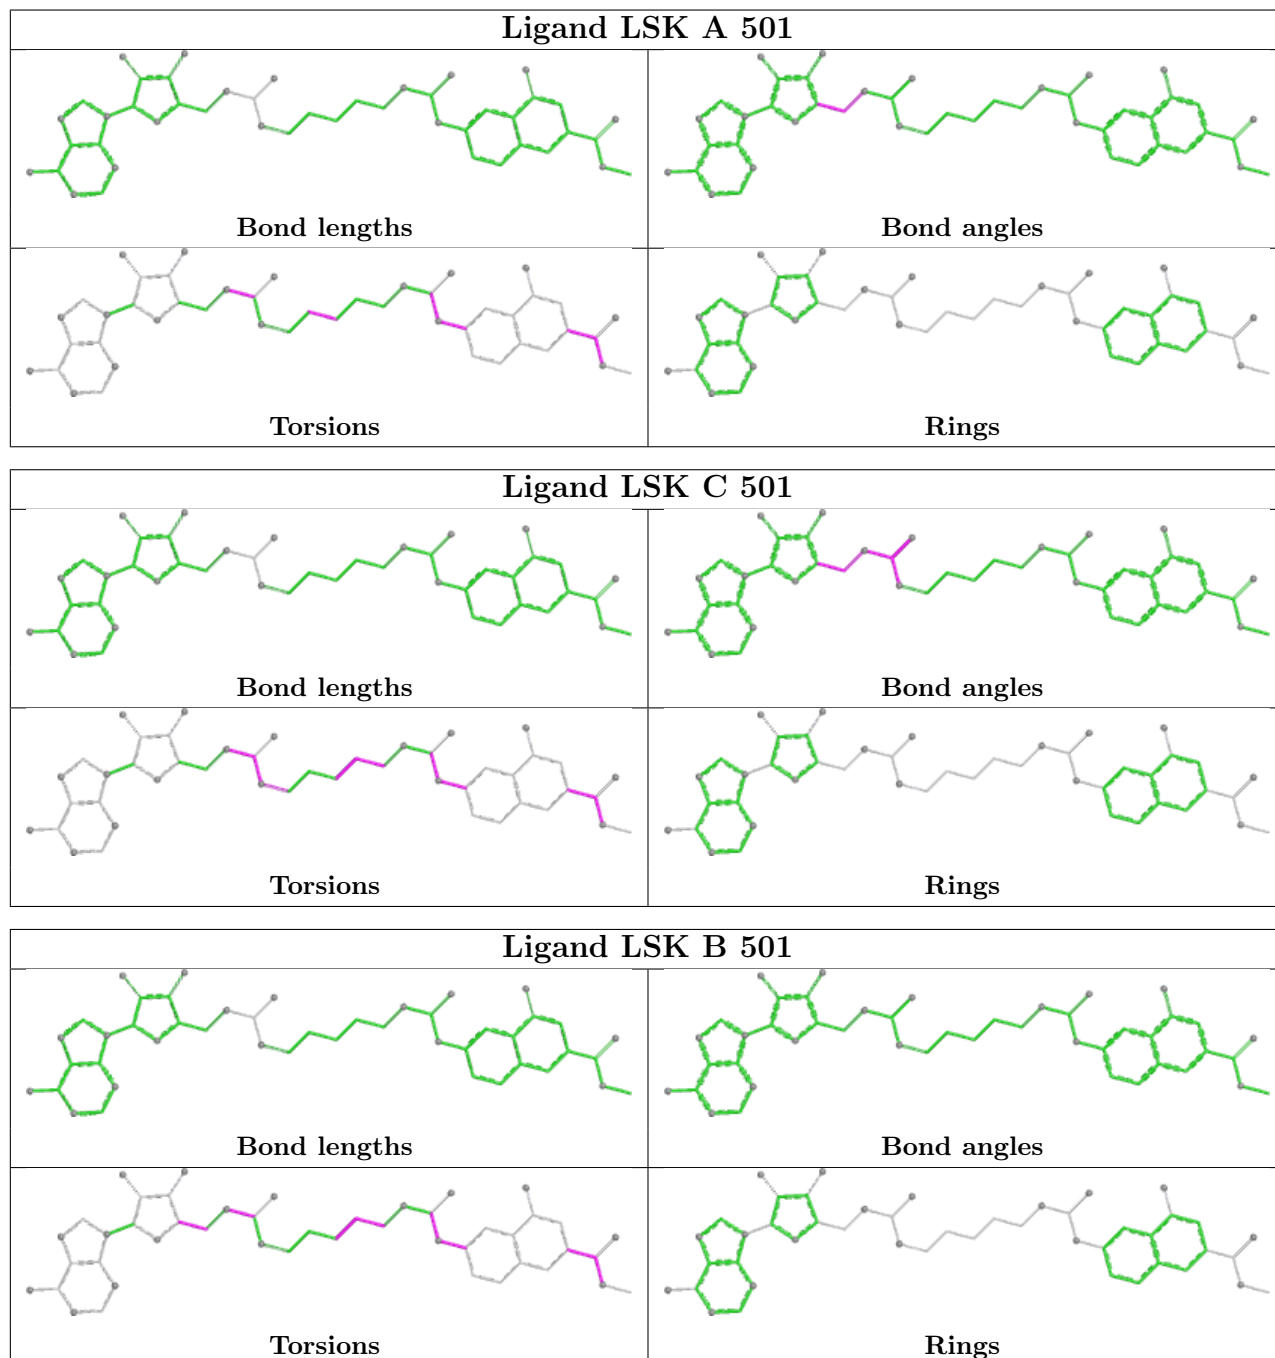 Ligand LSK A 501
Bond lengths
Bond angles
Torsions
Rings
Ligand LSK C 501
Bond lengths
Bond angles
Torsions
Rings
Ligand LSK B 501
Bond lengths
Bond angles
Torsions
Rings